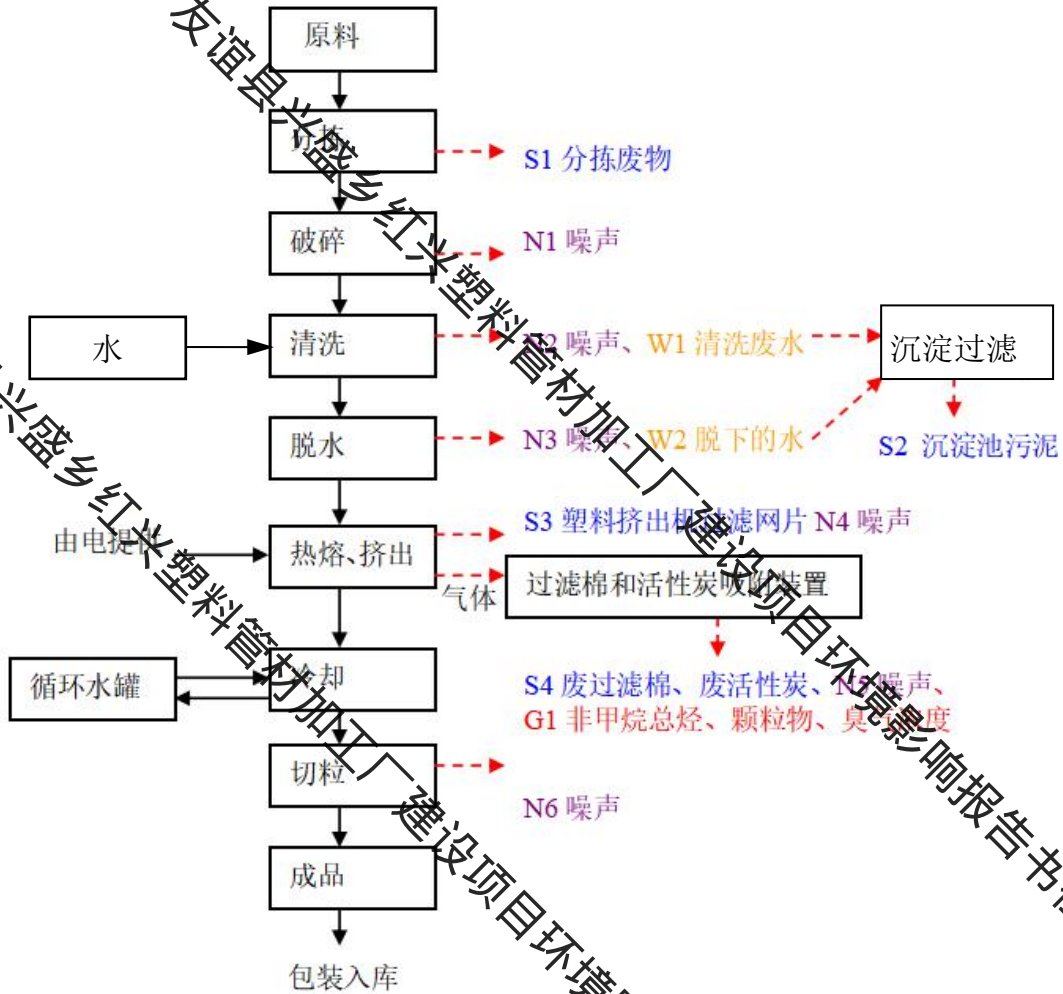 原料
分拣
S1 分拣废物
破碎
N1 噪声
水
清洗
N2 噪声、W1 清洗废水
沉淀过滤
脱水
N3 噪声、W2 脱下的水
S2 沉淀池污泥
S3 塑料挤出机过滤网片 N4 噪声
由电提供
热熔、挤出
气体
过滤棉和活性炭吸附装置
循环水罐
冷却
S4 废过滤棉、废活性炭、N5 噪声、
G1 非甲烷总烃、颗粒物、臭气浓度
切粒
N6 噪声
成品
包装入库
友谊县兴盛乡红兴塑料管材加工厂建设项目环境影响报告书
兴盛乡红兴塑料管材加工厂建设项目环境